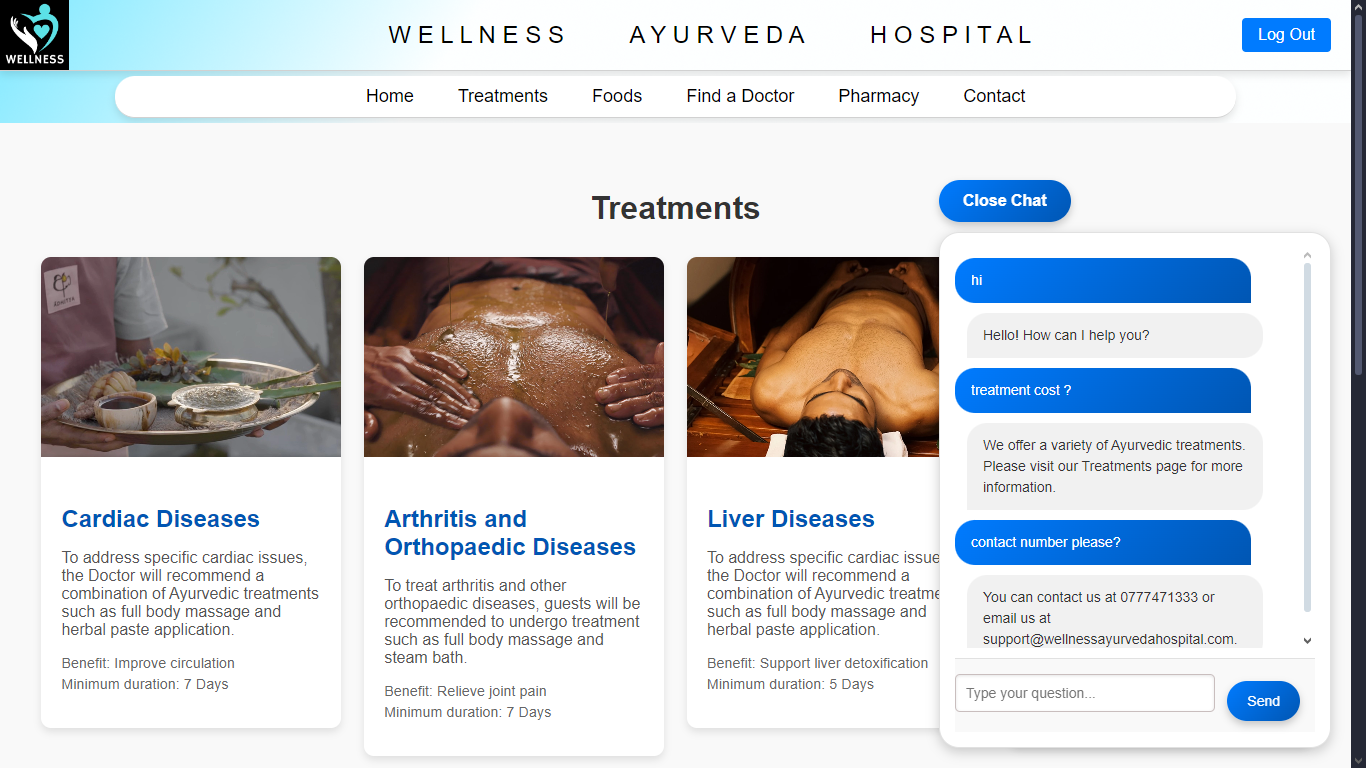 WELLNESS
WELLNESS AYURVEDA HOSPITAL
Log Out
Home Treatments Foods Find a Doctor Pharmacy Contact
Treatments
Cardiac Diseases
To address specific cardiac issues,
the Doctor will recommend a
combination of Ayurvedic treatments
such as full body massage and
herbal paste application.
Benefit: Improve circulation
Minimum duration: 7 Days
Arthritis and
Orthopaedic Diseases
To treat arthritis and other
orthopaedic diseases, guests will be
recommended to undergo treatment
such as full body massage and
steam bath.
Benefit: Relieve joint pain
Minimum duration: 7 Days
Liver Diseases
To address specific cardiac issue
the Doctor will recommend a
combination of Ayurvedic treatme
such as full body massage and
herbal paste application.
Benefit: Support liver detoxification
Minimum duration: 5 Days
Close Chat
hi
Hello! How can I help you?
treatment cost ?
We offer a variety of Ayurvedic treatments.
Please visit our Treatments page for more
information.
contact number please?
You can contact us at 0777471333 or
email us at
support@wellnessayurvedahospital.com.
Type your question...
Send